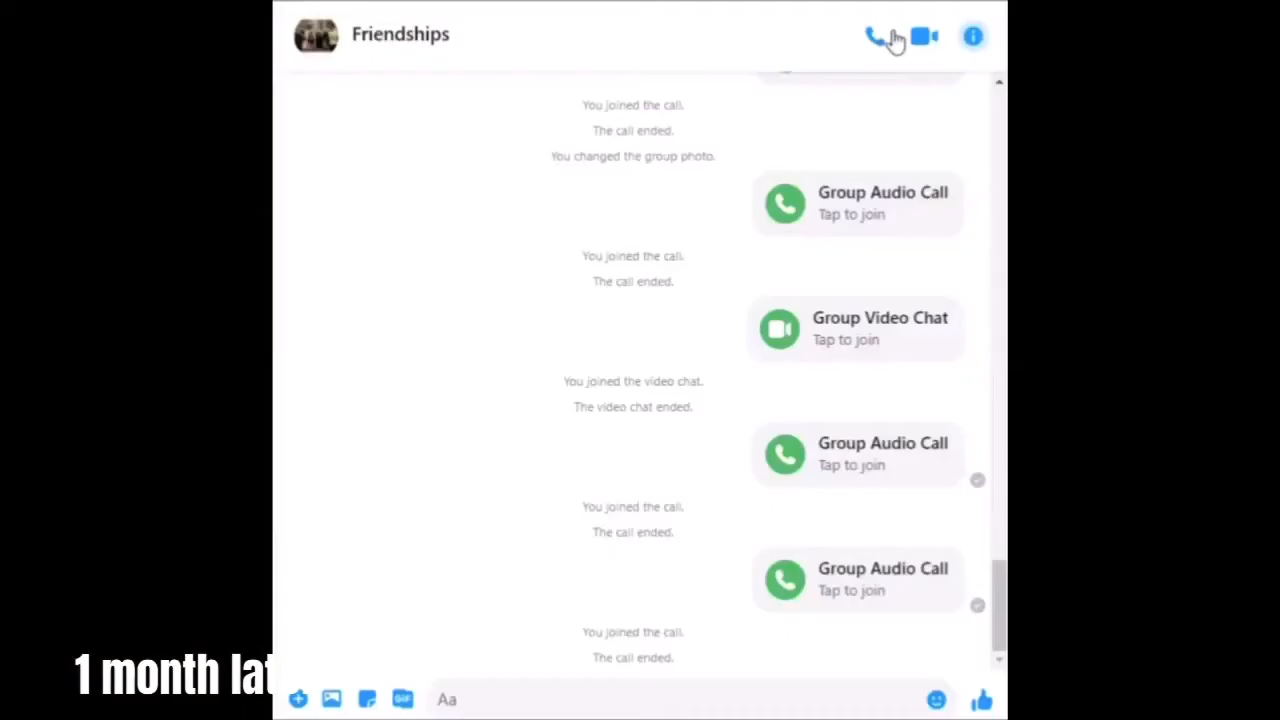 Friendships
You joined the call.
The call ended.
You changed the group photo.
Group Audio Call
Tap to join
You joined the call.
The call ended.
Group Video Chat
Tap to join
You joined the video chat.
The video chat ended.
Group Audio Call
Tap to join
You joined the call.
The call ended.
Group Audio Call
Tap to join
You joined the call.
The call ended.
1 month lat
GIF
Aa